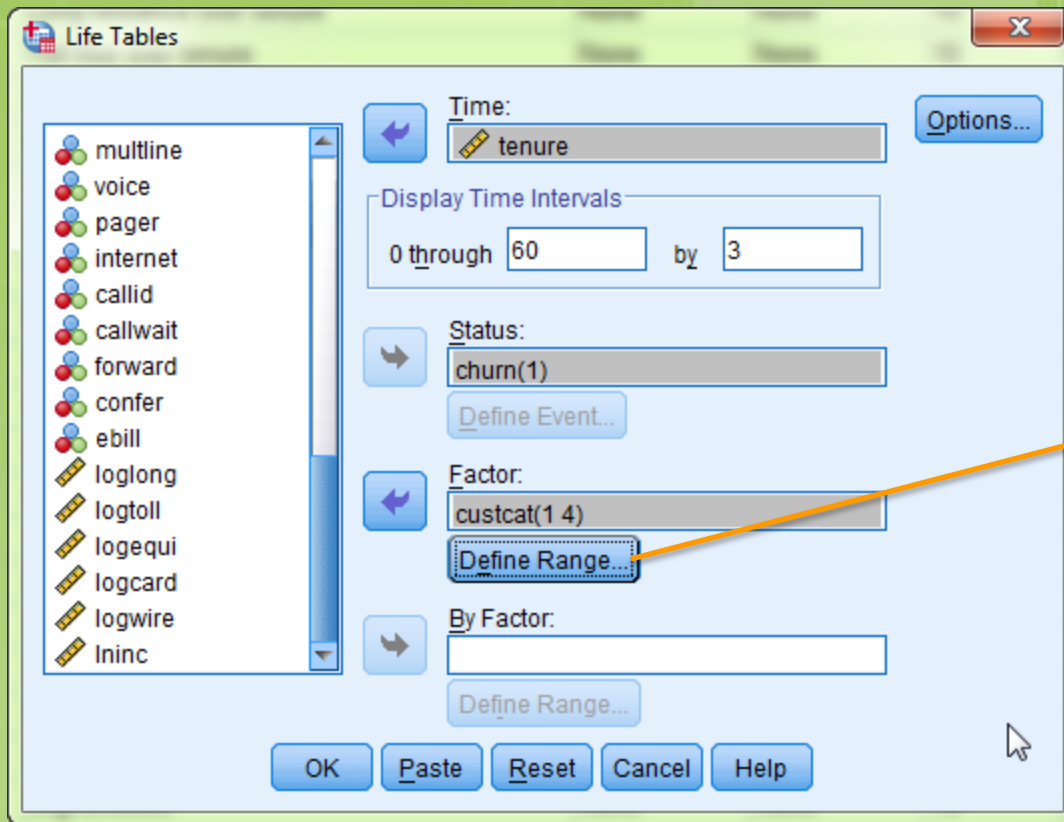 Life Tables
multline
voice
pager
internet
callid
callwait
forward
confer
ebill
loglong
logtoll
logequi
logcard
logwire
lninc
Time:
tenure
Options...
Display Time Intervals
0 through 60 by 3
Status:
churn(1)
Define Event...
Factor:
custcat(1 4)
Define Range...
By Factor:
Define Range...
OK Paste Reset Cancel Help